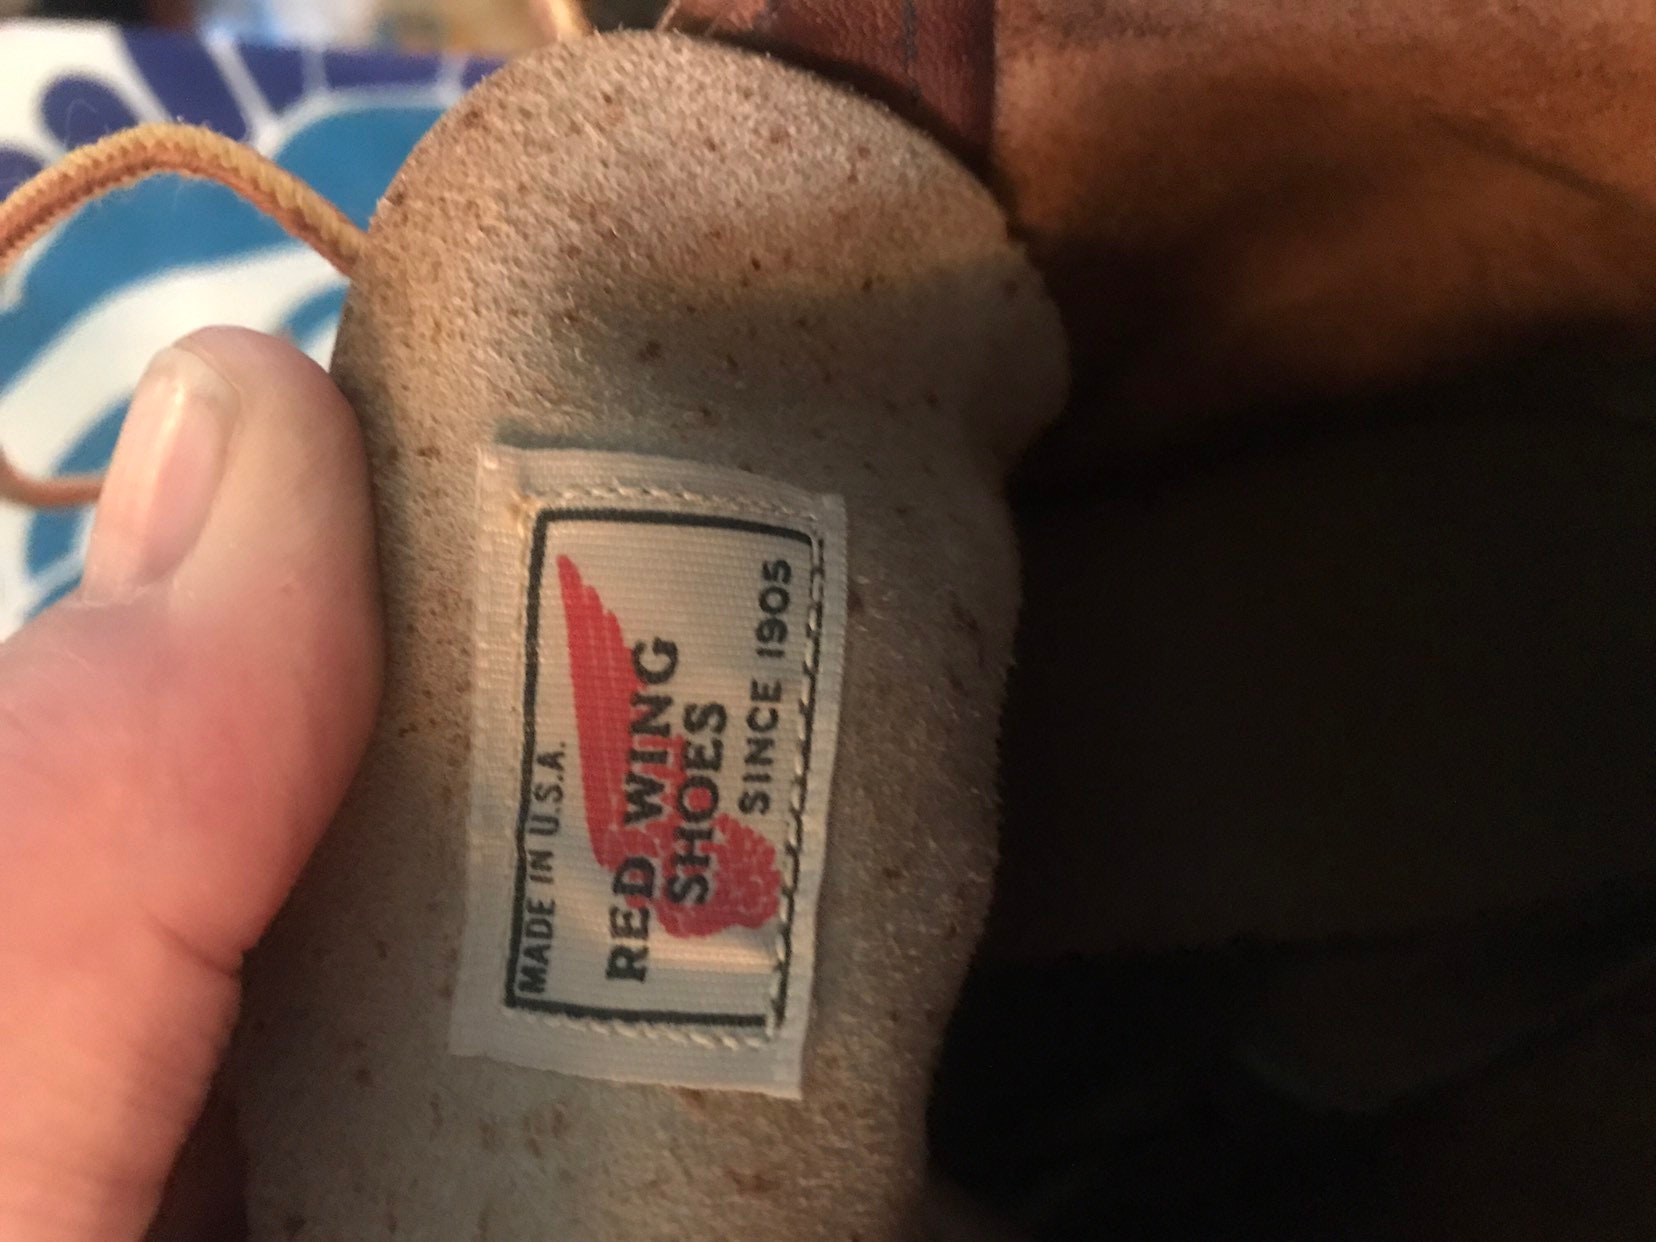 MADE IN U.S.A.
RED WING
SHOES
SINCE 1905